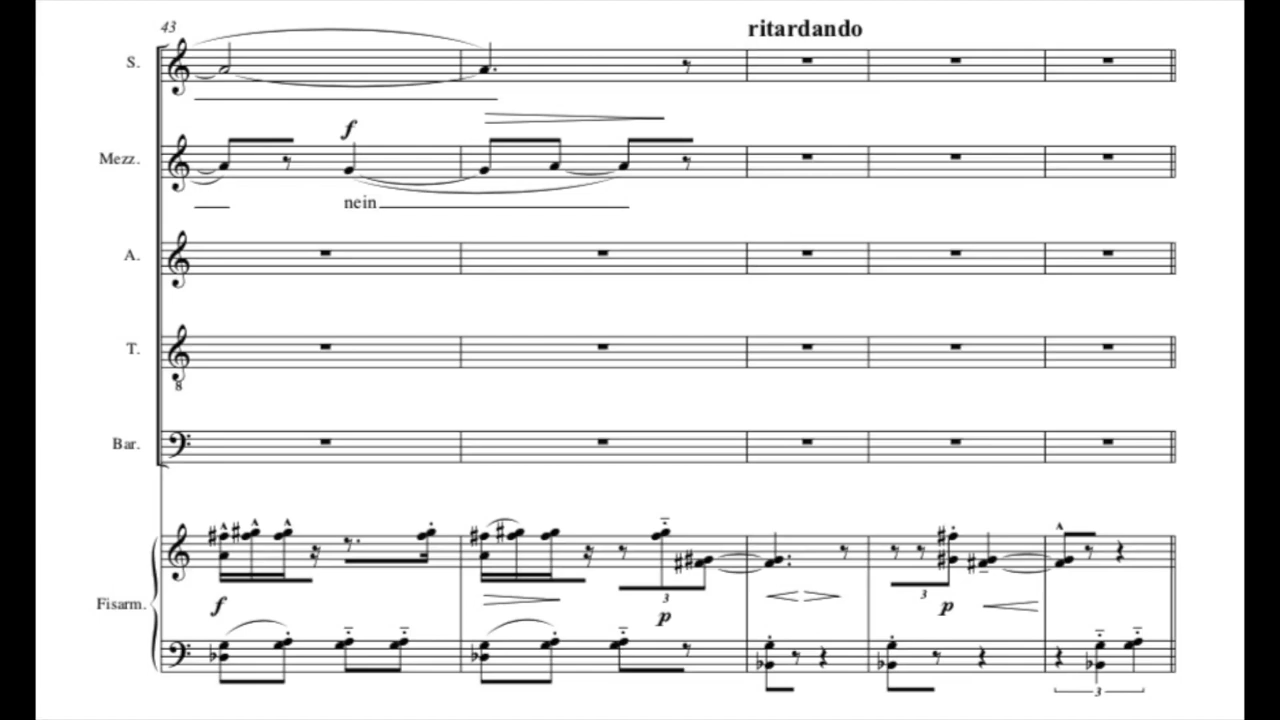 43
ritardando
S.
f
Mezz.
nein
A.
T.
8
Bar.
Fisarm.
f
3
p
3
p
3